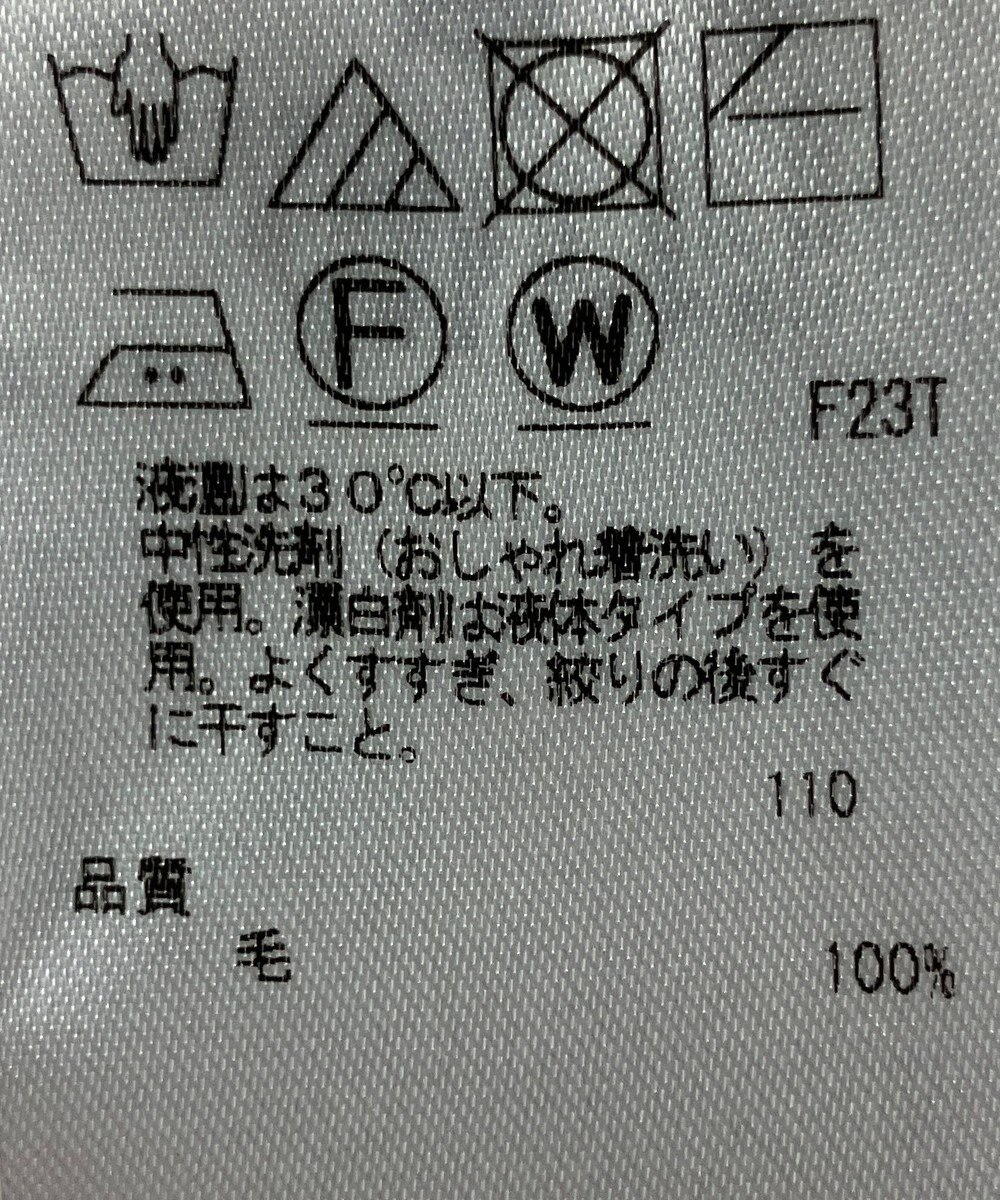 F
W
F23T
液温は30℃以下。
中性洗剤(おしゃれ着洗い)を
使用。漂白剤は液体タイプを使
用。よくすすぎ、絞りの後すぐ
に干すこと。
110
品質
毛 100%